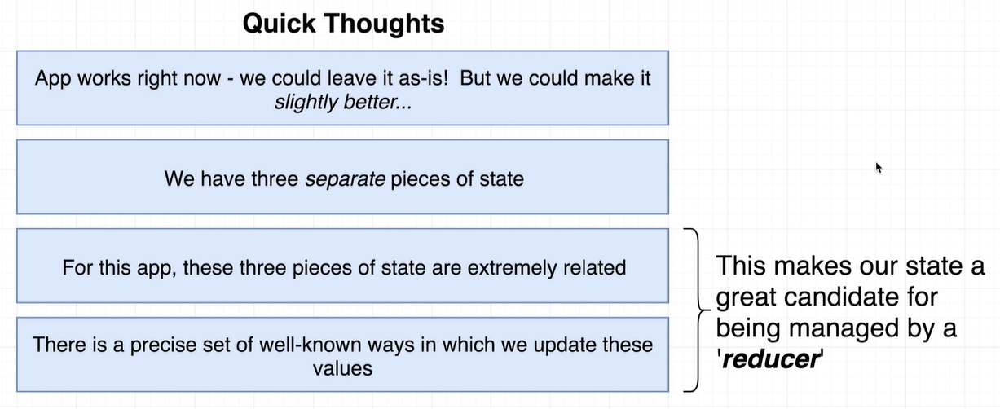 Quick Thoughts
App works right now - we could leave it as-is!  But we could make it
slightly better...
We have three separate pieces of state
For this app, these three pieces of state are extremely related
There is a precise set of well-known ways in which we update these
values
This makes our state a
great candidate for
being managed by a
'reducer'